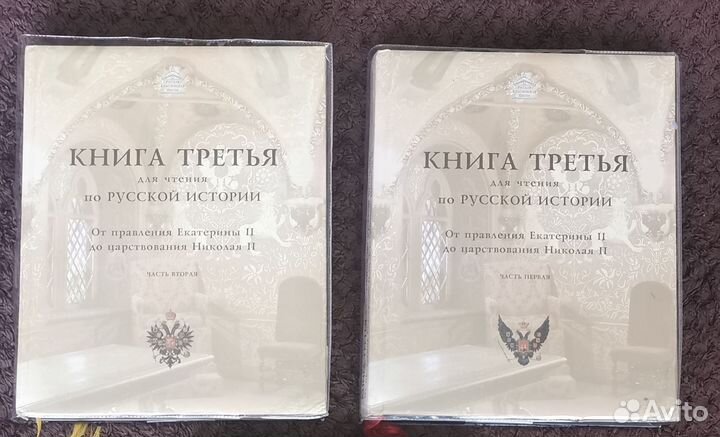 КНИГА ТРЕТЬЯ
для чтения
по РУССКОЙ ИСТОРИИ
От правления Екатерины II
до царствования Николая II
ЧАСТЬ ВТОРАЯ
КНИГА ТРЕТЬЯ
для чтения
по РУССКОЙ ИСТОРИИ
От правления Екатерины II
до царствования Николая II
ЧАСТЬ ПЕРВАЯ
Avito